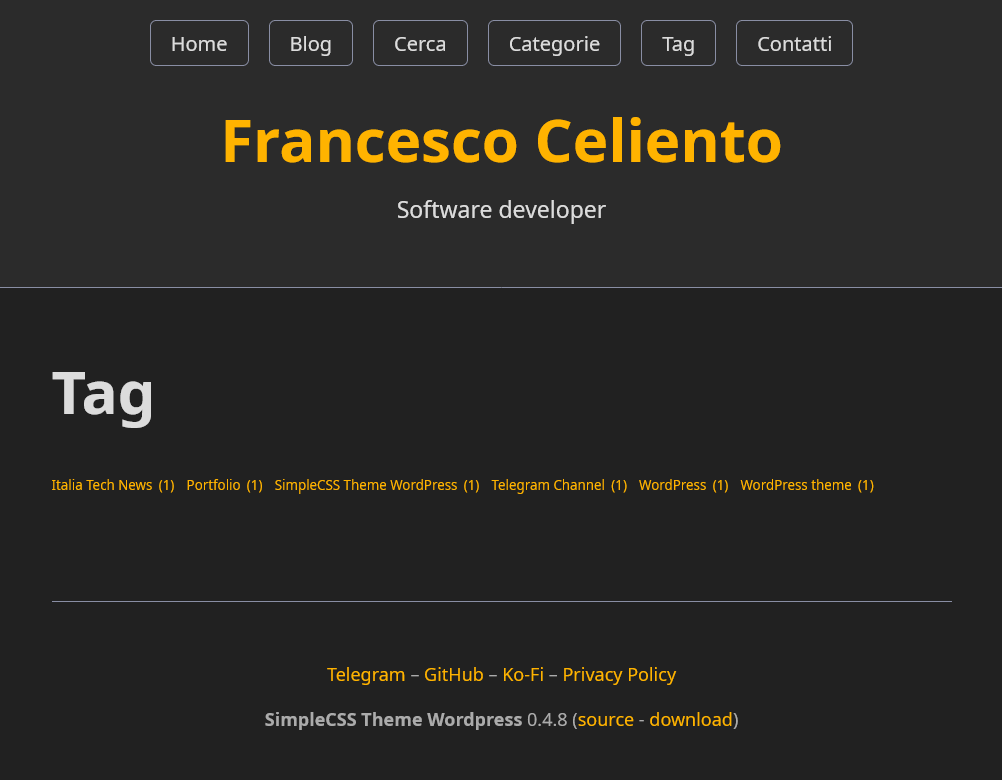 Home Blog Cerca Categorie Tag Contatti
Francesco Celiento
Software developer
Tag
Italia Tech News (1) Portfolio (1) SimpleCSS Theme WordPress (1) Telegram Channel (1) WordPress (1) WordPress theme (1)
Telegram – GitHub – Ko-Fi – Privacy Policy
SimpleCSS Theme Wordpress 0.4.8 (source - download)